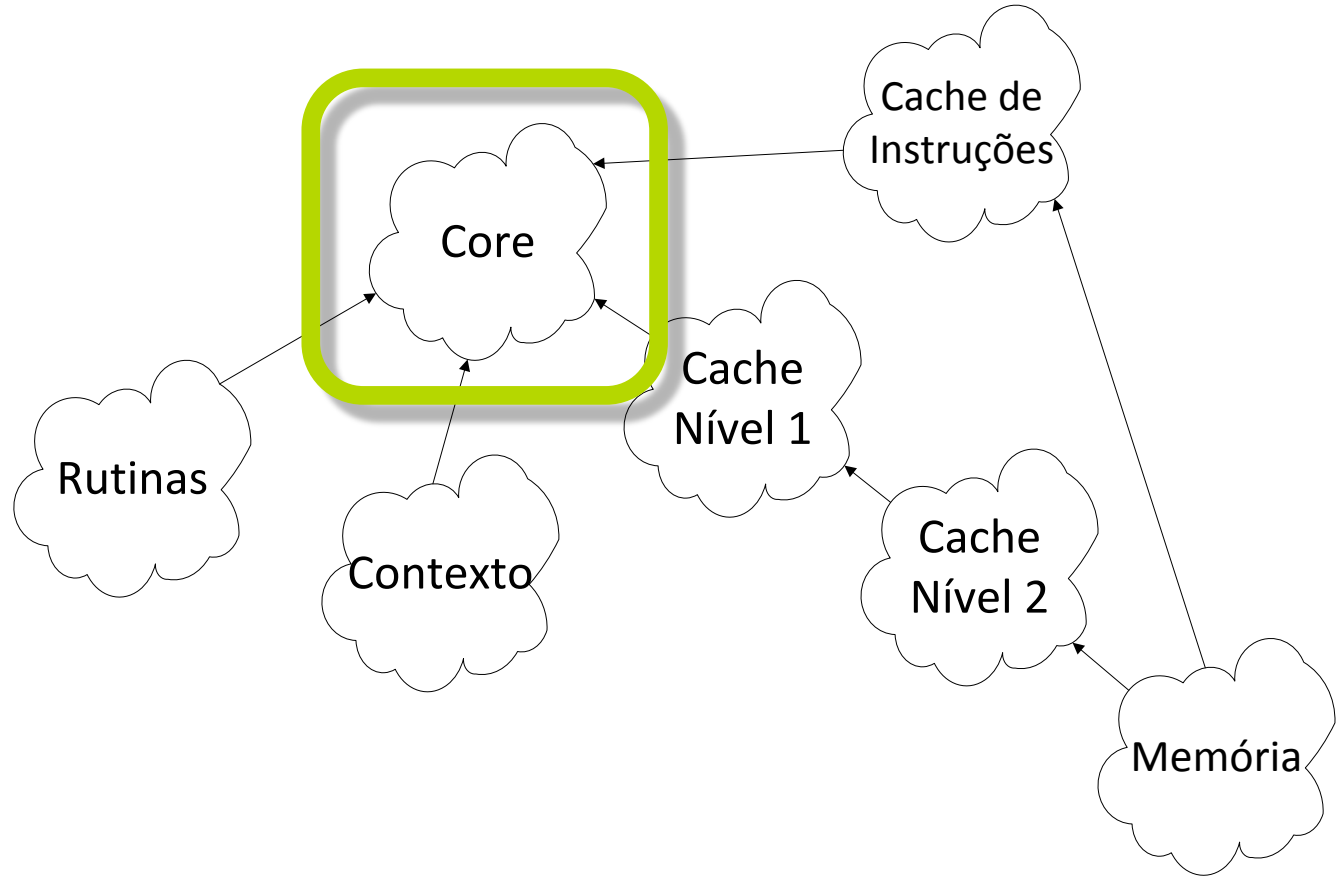 Cache de
Instruções
Core
Cache
Nível 1
Rutinas
Contexto
Cache
Nível 2
Memória